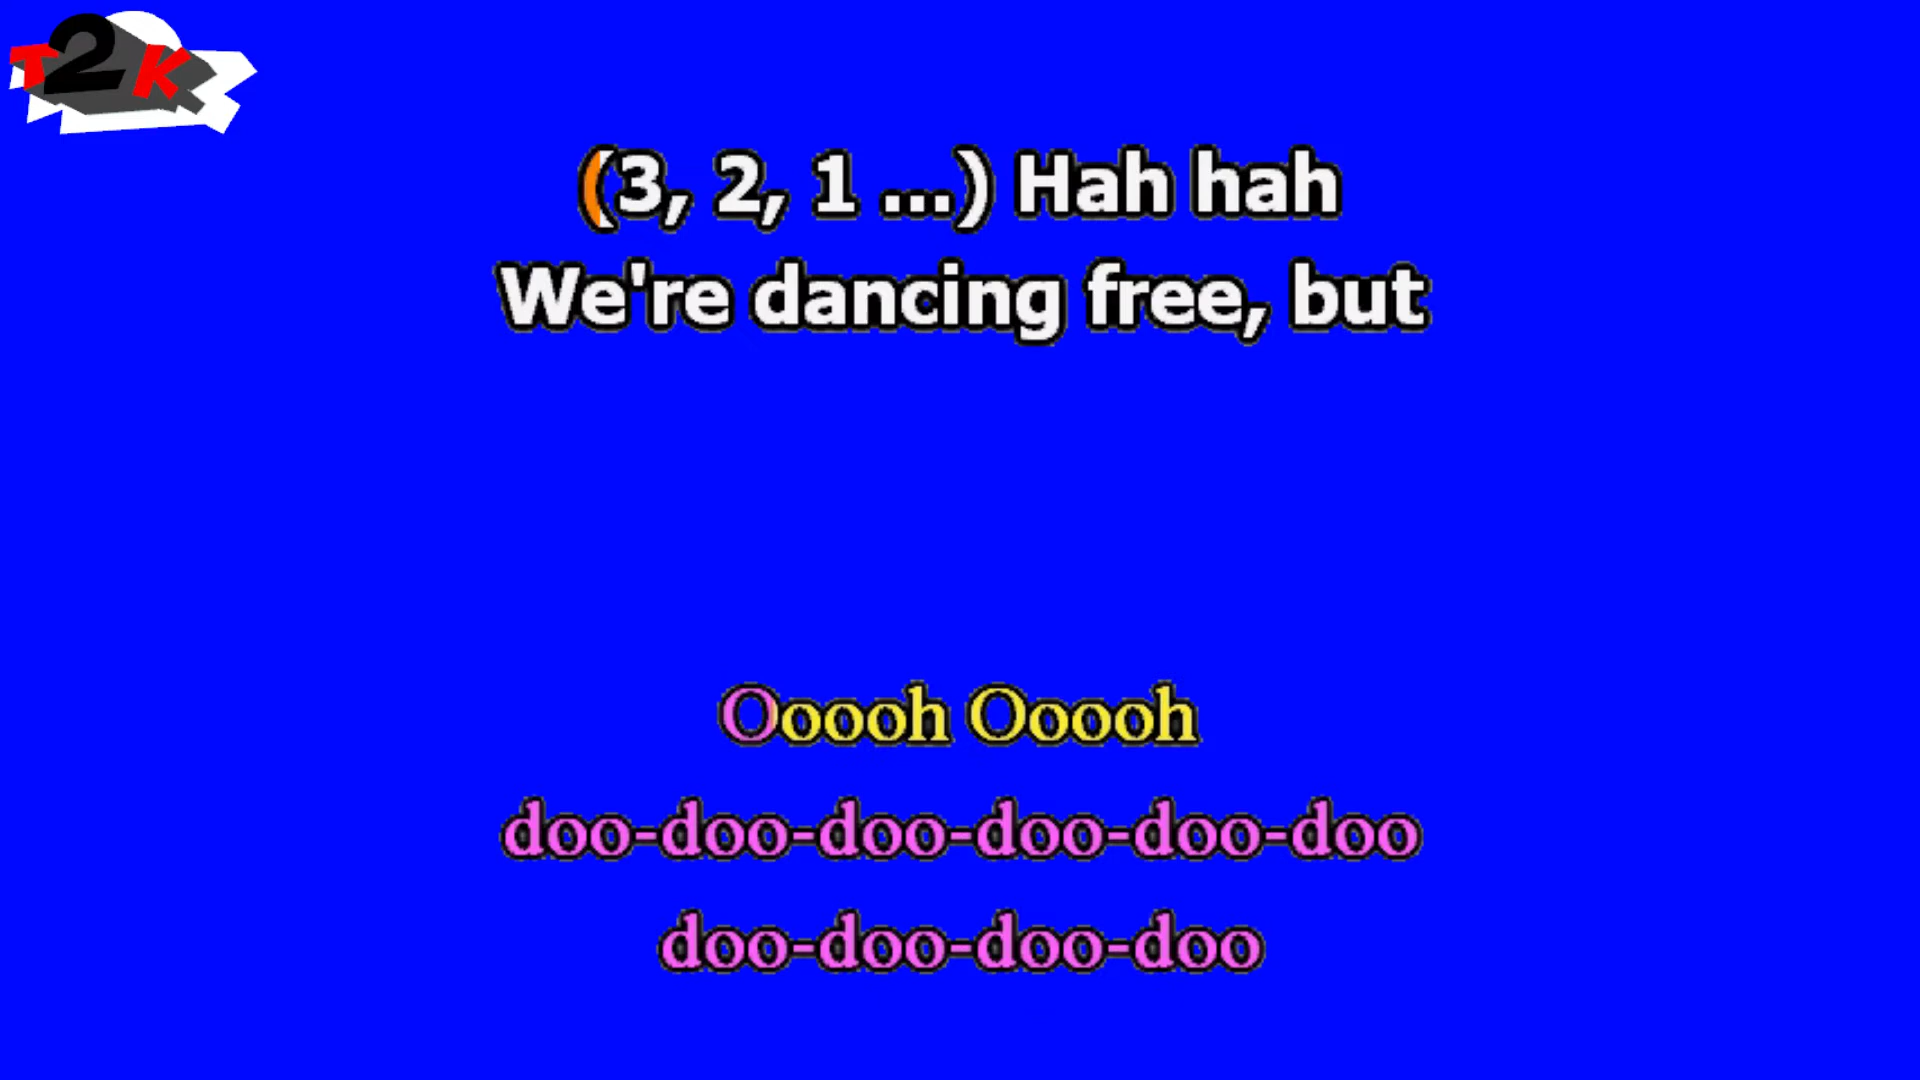 T2K
(3, 2, 1 ...) Hah hah
We're dancing free, but
Ooooh Ooooh
doo-doo-doo-doo-doo-doo
doo-doo-doo-doo